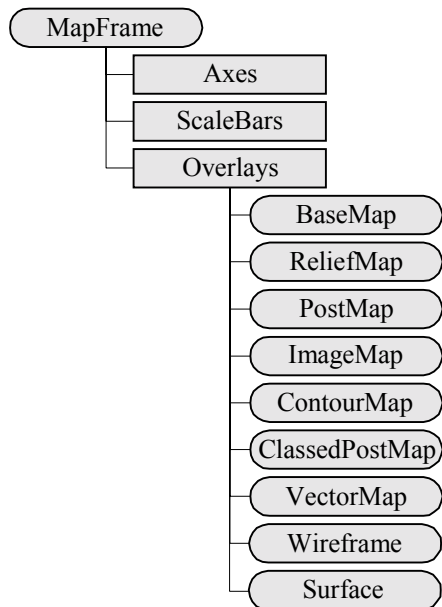 MapFrame
Axes
ScaleBars
Overlays
BaseMap
ReliefMap
PostMap
ImageMap
ContourMap
ClassedPostMap
VectorMap
Wireframe
Surface